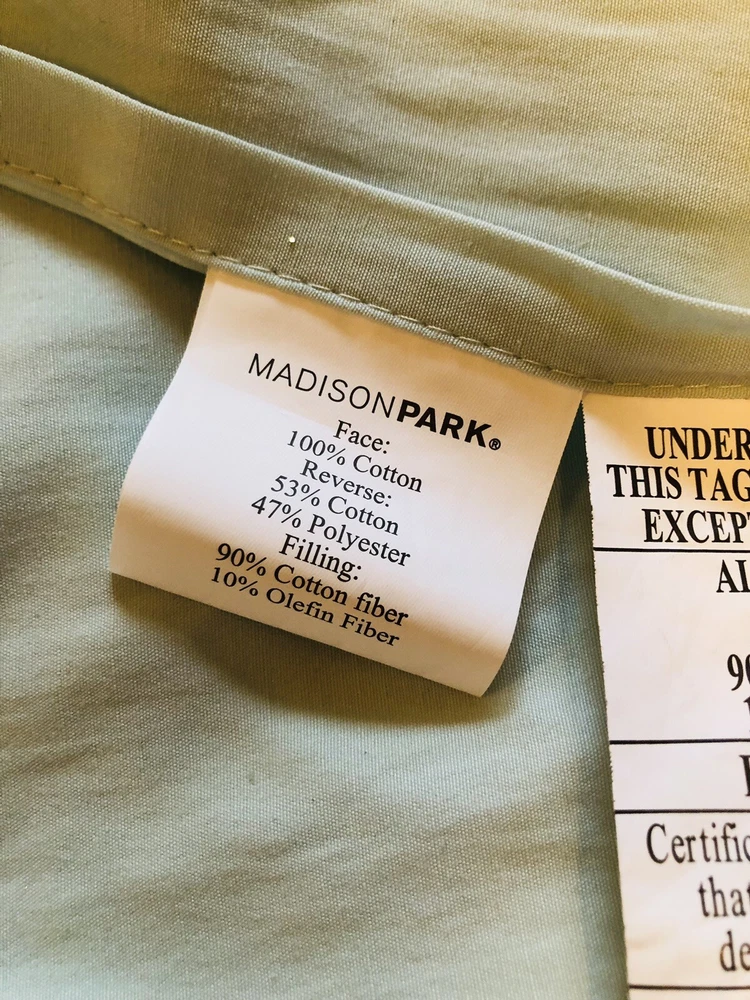 MADISONPARK®
Face:
100% Cotton
Reverse:
53% Cotton
47% Polyester
Filling:
90% Cotton fiber
10% Olefin Fiber
UNDER
THIS TAG
EXCEPT
that
de